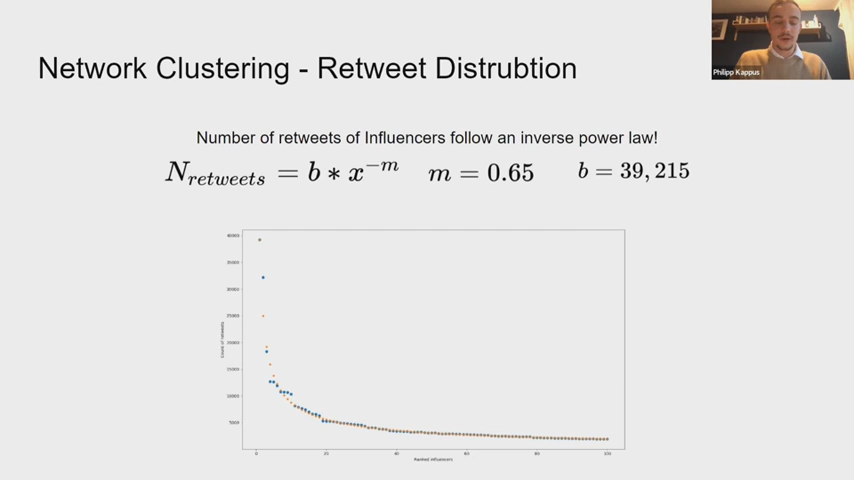 Network Clustering - Retweet Distrubtion
Philipp Kappus
Number of retweets of Influencers follow an inverse power law!
N_retweets = b * x^{-m} m = 0.65 b = 39, 215
40000
35000
30000
25000
20000
15000
10000
5000
Count of retweets
0 20 40 60 80 100
Ranked Influencers